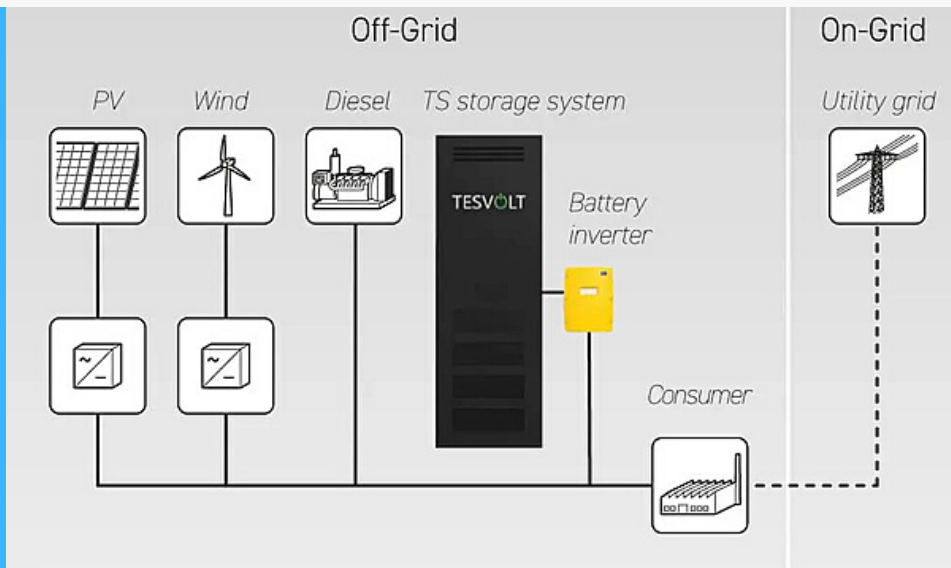 Off-Grid
On-Grid
PV
Wind
Diesel
TS storage system
Utility grid
TESVOLT
Battery
inverter
Consumer